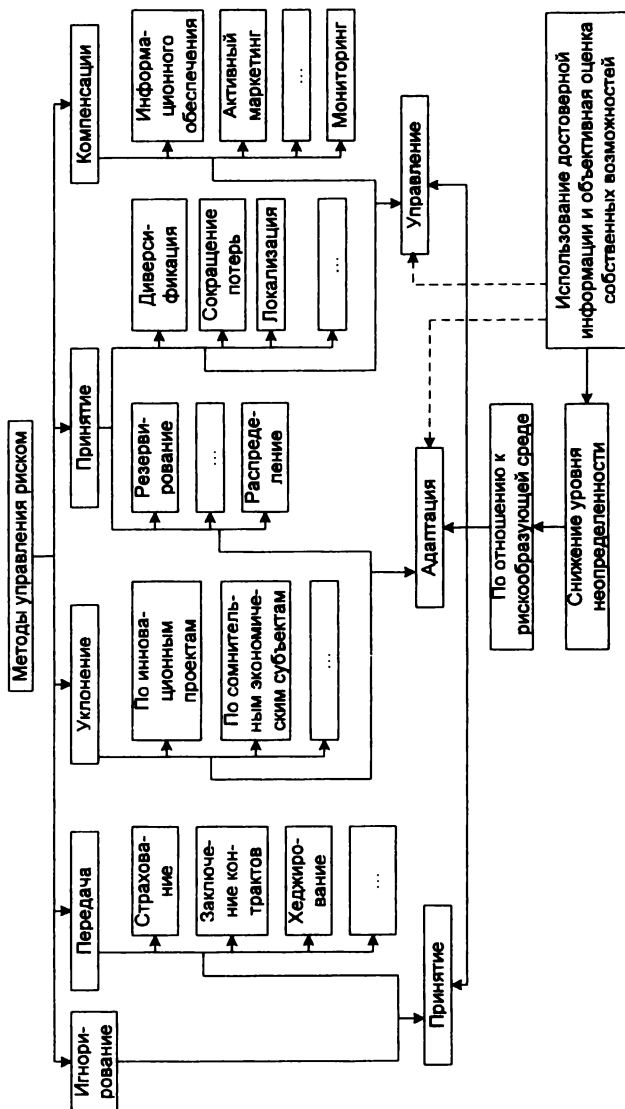 Методы управления риском
Игнори-
рование
Передача
Уклонение
Принятие
Компенсации
Страхова-
ние
Заключе-
ние кон-
трактов
Хеджиро-
вание
...
По иннова-
ционным
проектам
По сомнитель-
ным экономиче-
ским субъектам
...
Резерви-
рование
...
Распреде-
ление
Диверси-
фикация
Сокращение
потерь
Локализация
...
Информа-
ционного
обеспечения
Активный
маркетинг
...
Мониторинг
Принятие
Адаптация
Управление
По отношению к
рискообразующей среде
Снижение уровня
неопределенности
Использование достоверной
информации и объективная оценка
собственных возможностей